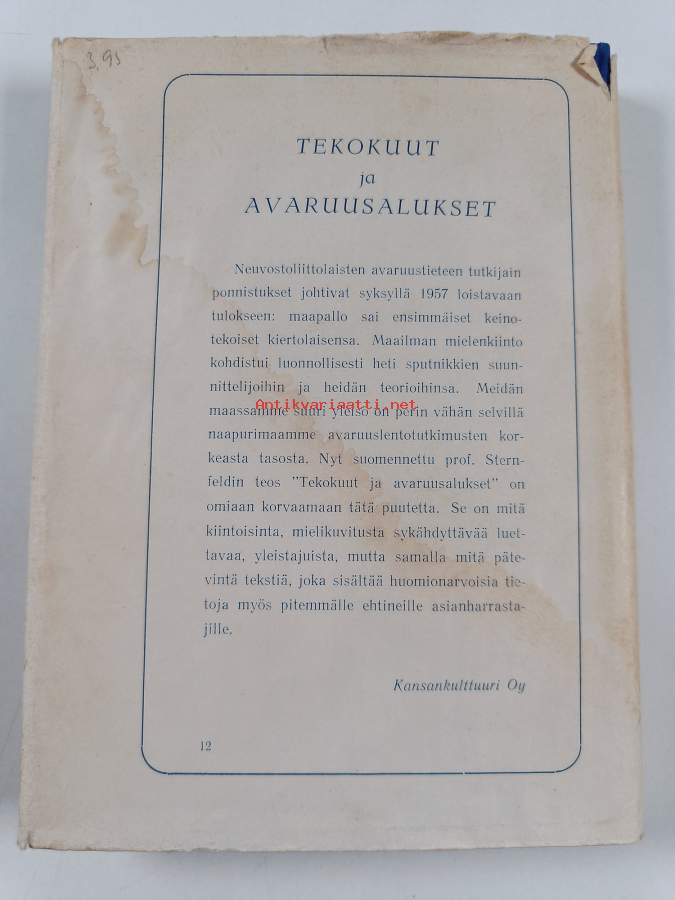 3,95
TEKOKUUT
ja
AVARUUSALUKSET
Neuvostoliittolaisten avaruustieteen tutkijain
ponnistukset johtivat syksyllä 1957 loistavaan
tulokseen: maapallo sai ensimmäiset keino-
tekoiset kiertolaisensa. Maailman mielenkiinto
kohdistui luonnollisesti heti sputnikkien suun-
nittelijoihin ja heidän teorioihinsa. Meidän
Antikvariaatti.net
maassamme suuri yleisö on perin vähän selvillä
naapurimaamme avaruuslentotutkimusten kor-
keasta tasosta. Nyt suomennettu prof. Stern-
feldin teos "Tekokuut ja avaruusalukset" on
omiaan korvaamaan tätä puutetta. Se on mitä
kiintoisinta, mielikuvitusta sykähdyttävää luet-
tavaa, yleistajuista, mutta samalla mitä päte-
vintä tekstiä, joka sisältää huomionarvoisia tie-
toja myös pitemmälle ehtineille asianharrasta-
jille.
Kansankulttuuri Oy
12